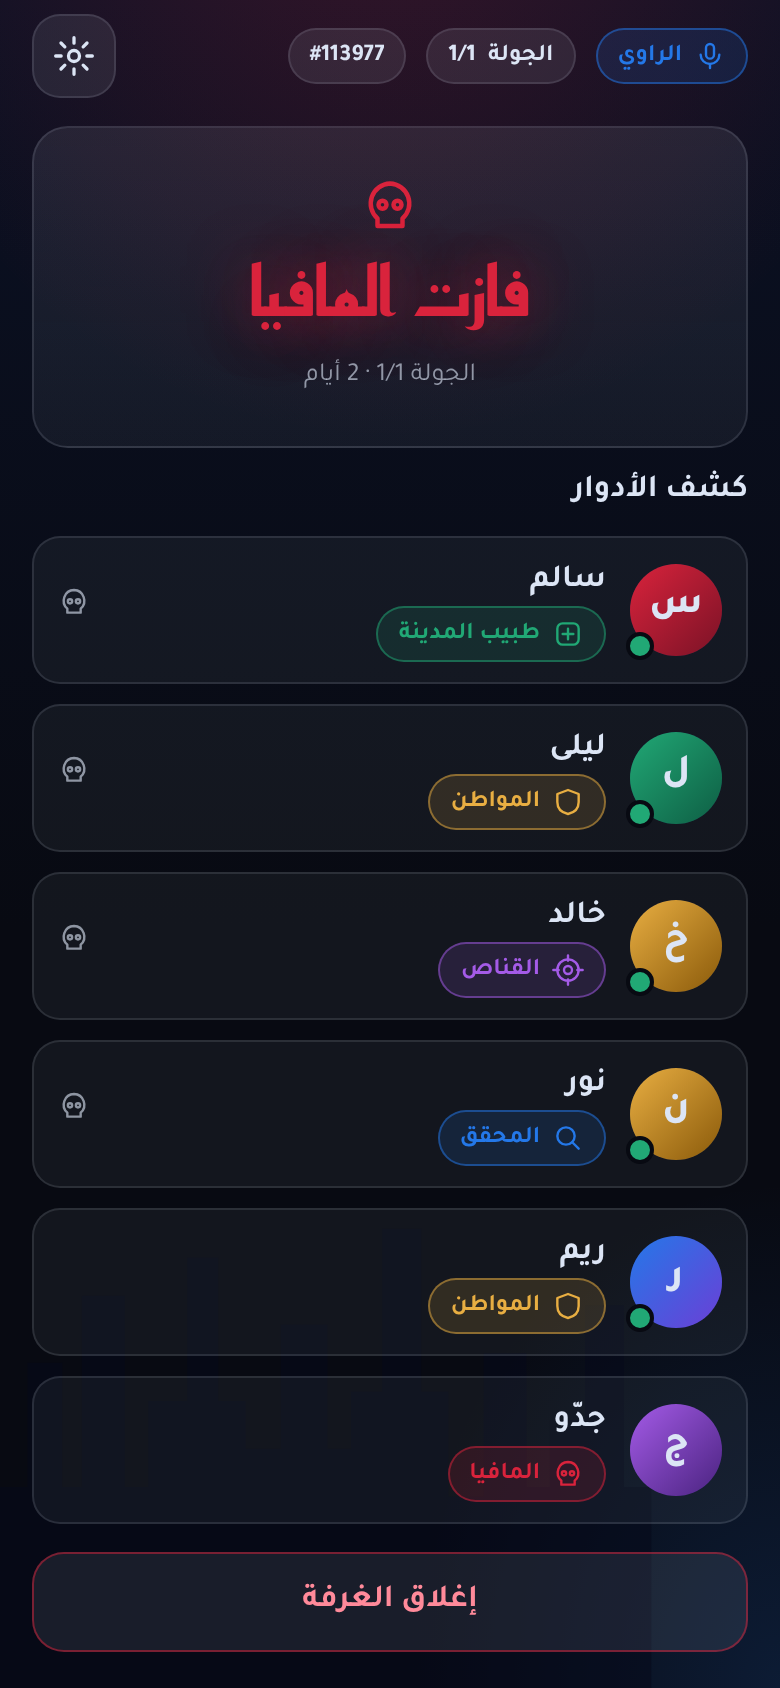 الراوي
الجولة 1/1
#113977
فازت المافيا
الجولة 1/1 · 2 أيام
كشف الأدوار
س
سالم
طبيب المدينة
ل
ليلى
المواطن
خ
خالد
القناص
ن
نور
المحقق
ر
ريم
المواطن
ج
جدّو
المافيا
إغلاق الغرفة